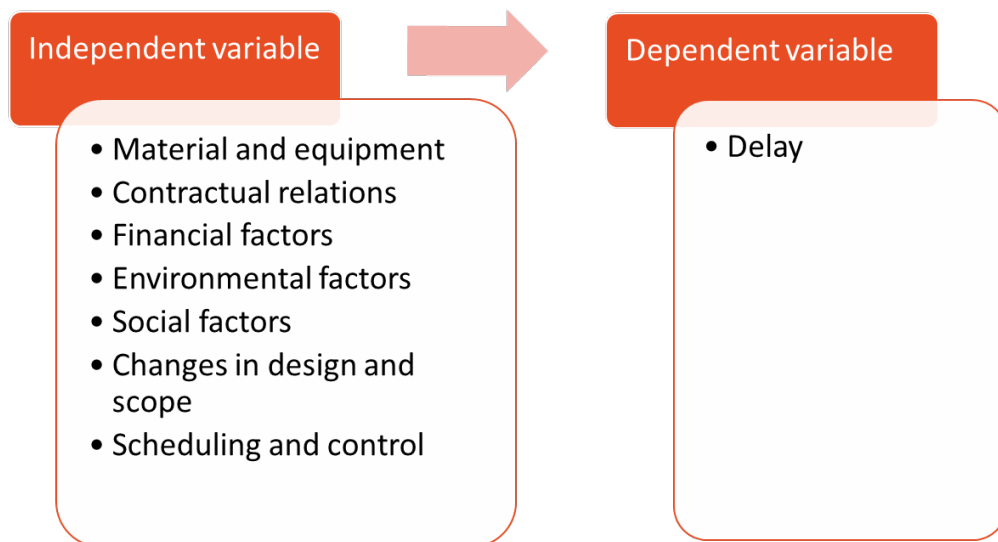 Independent variable
• Material and equipment
• Contractual relations
• Financial factors
• Environmental factors
• Social factors
• Changes in design and
scope
• Scheduling and control
Dependent variable
• Delay